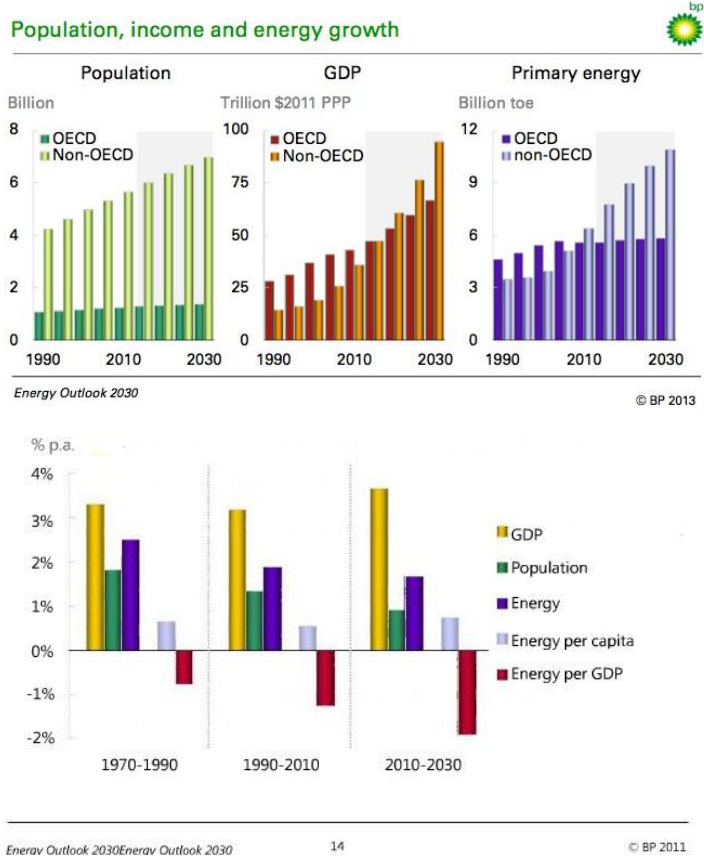 bp
Population, income and energy growth
Population
GDP
Primary energy
Billion
Trillion $2011 PPP
Billion toe
8
6
4
2
0
OECD
Non-OECD
1990
2010
2030
100
75
50
25
0
OECD
Non-OECD
1990
2010
2030
12
9
6
3
0
OECD
non-OECD
1990
2010
2030
Energy Outlook 2030
© BP 2013
% p.a.
4%
3%
2%
1%
0%
-1%
-2%
1970-1990
1990-2010
2010-2030
GDP
Population
Energy
Energy per capita
Energy per GDP
Energy Outlook 2030Energy Outlook 2030
14
© BP 2011